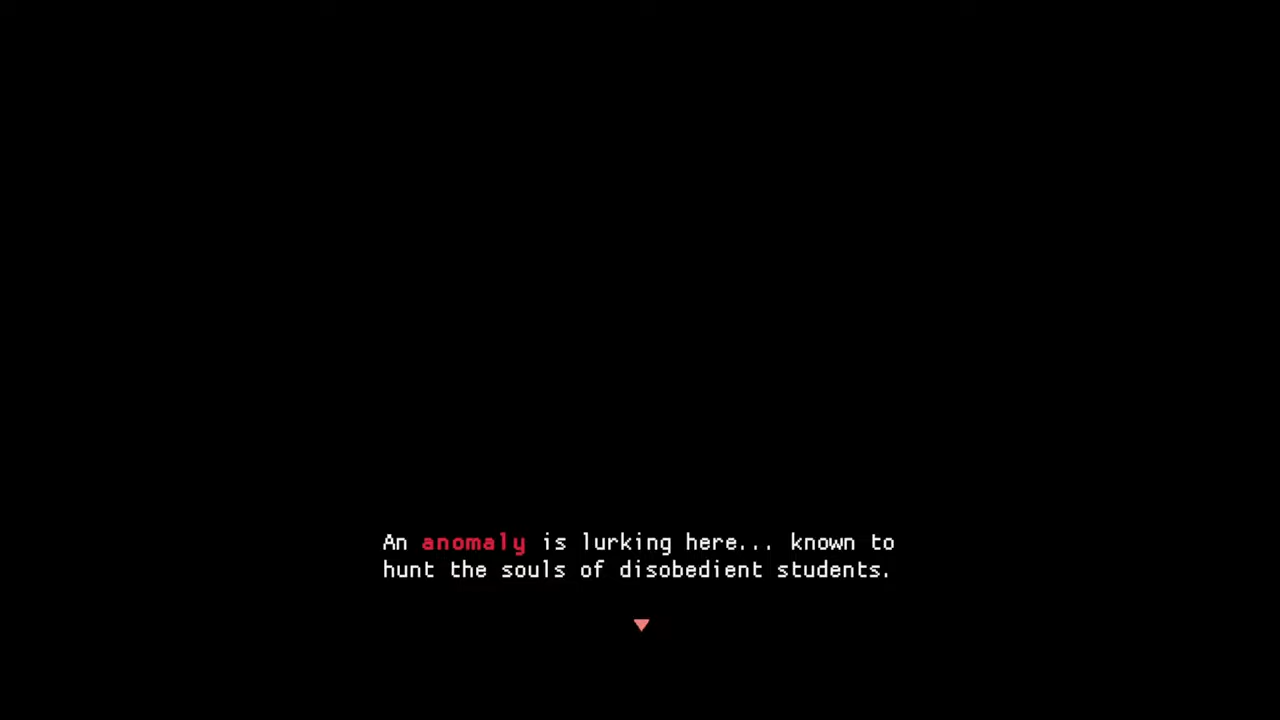 An anomaly is lurking here... known to
hunt the souls of disobedient students.